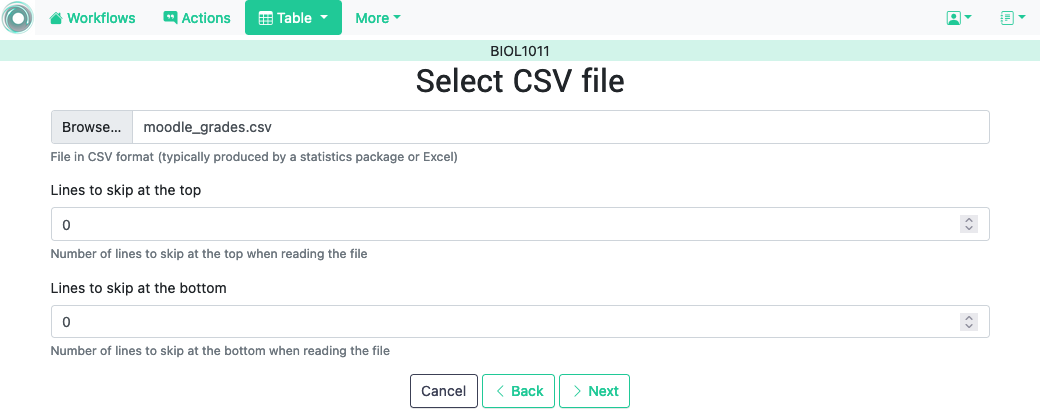 Workflows Actions Table More
BIOL1011
Select CSV file
Browse... moodle_grades.csv
File in CSV format (typically produced by a statistics package or Excel)
Lines to skip at the top
0
Number of lines to skip at the top when reading the file
Lines to skip at the bottom
0
Number of lines to skip at the bottom when reading the file
Cancel Back Next